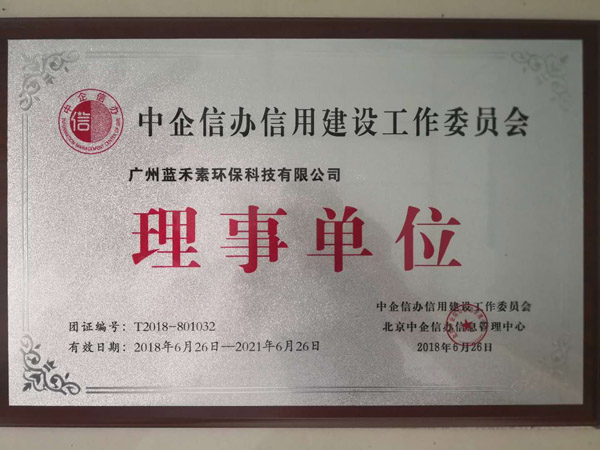 中企信办
信
中企信办信用建设工作委员会
广州蓝禾素环保科技有限公司
理事单位
团证编号：T2018-801032
有效日期：2018年6月26日—2021年6月26日
中企信办信用建设工作委员会
北京中企信办信息管理中心
2018年6月26日